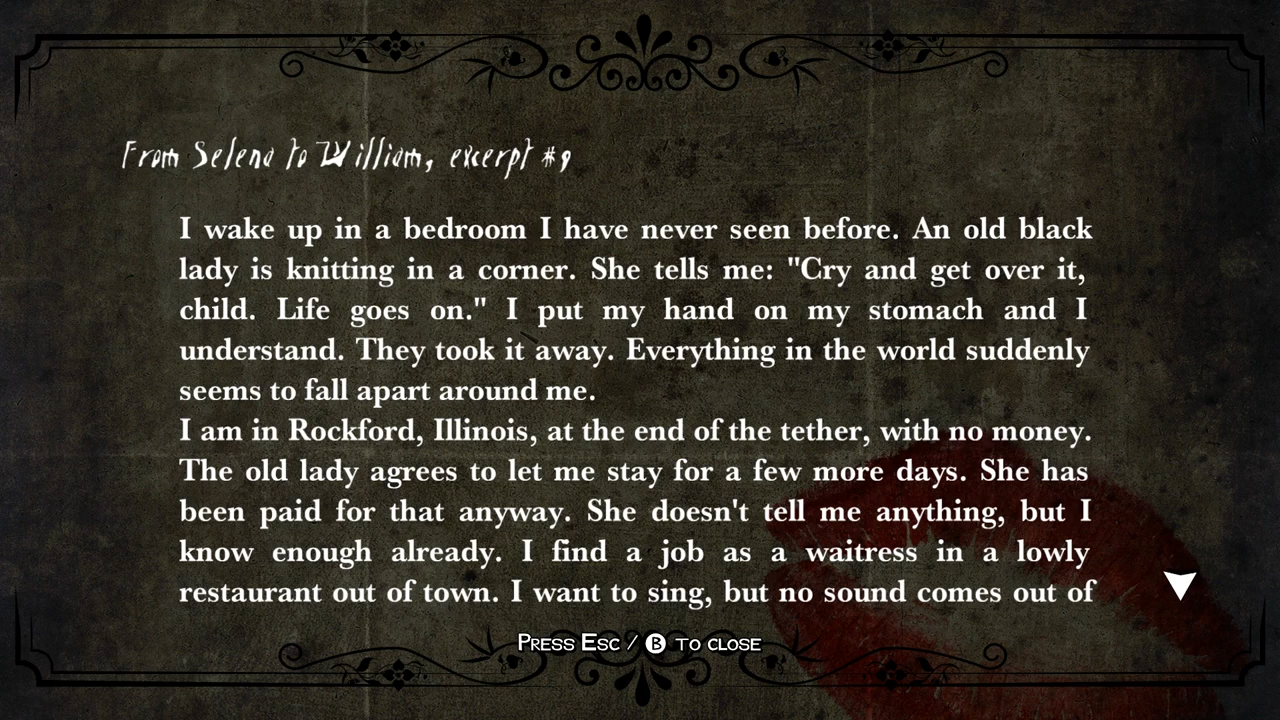 From Selena to William, excerpt #9
I wake up in a bedroom I have never seen before. An old black
lady is knitting in a corner. She tells me: "Cry and get over it,
child. Life goes on." I put my hand on my stomach and I
understand. They took it away. Everything in the world suddenly
seems to fall apart around me.
I am in Rockford, Illinois, at the end of the tether, with no money.
The old lady agrees to let me stay for a few more days. She has
been paid for that anyway. She doesn't tell me anything, but I
know enough already. I find a job as a waitress in a lowly
restaurant out of town. I want to sing, but no sound comes out of
Press Esc / B to close